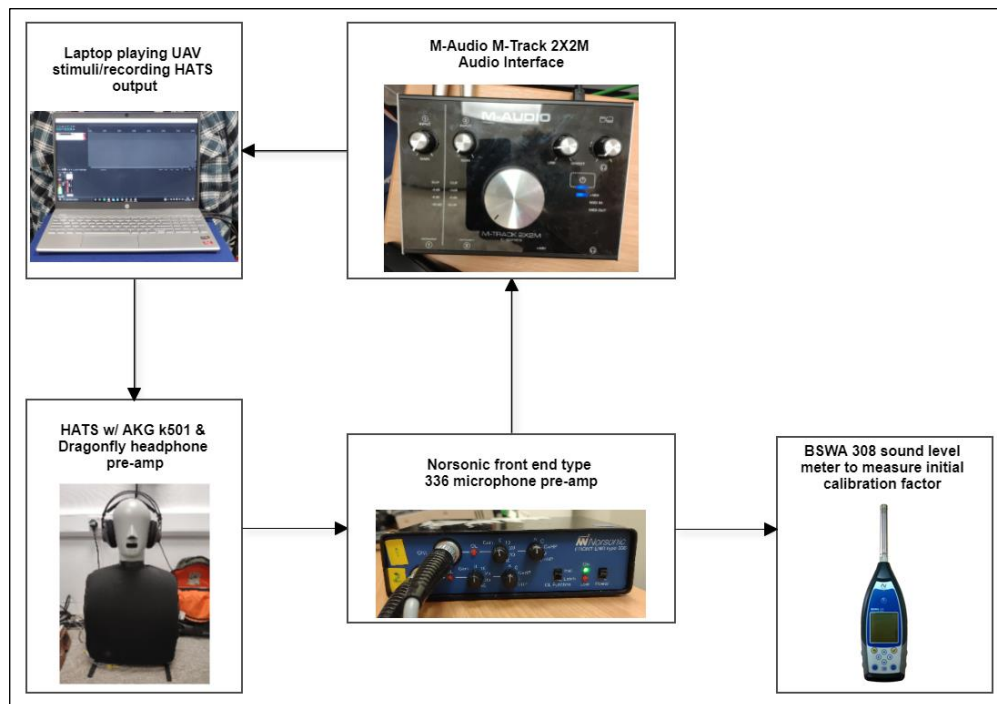 Laptop playing UAV
stimuli/recording HATS
output
M-Audio M-Track 2X2M
Audio Interface
M-AUDIO
M-TRACK 2X2M
HATS w/ AKG k501 &
Dragonfly headphone
pre-amp
Norsonic front end type
336 microphone pre-amp
1
2
Norsonic
BSWA 308 sound level
meter to measure initial
calibration factor